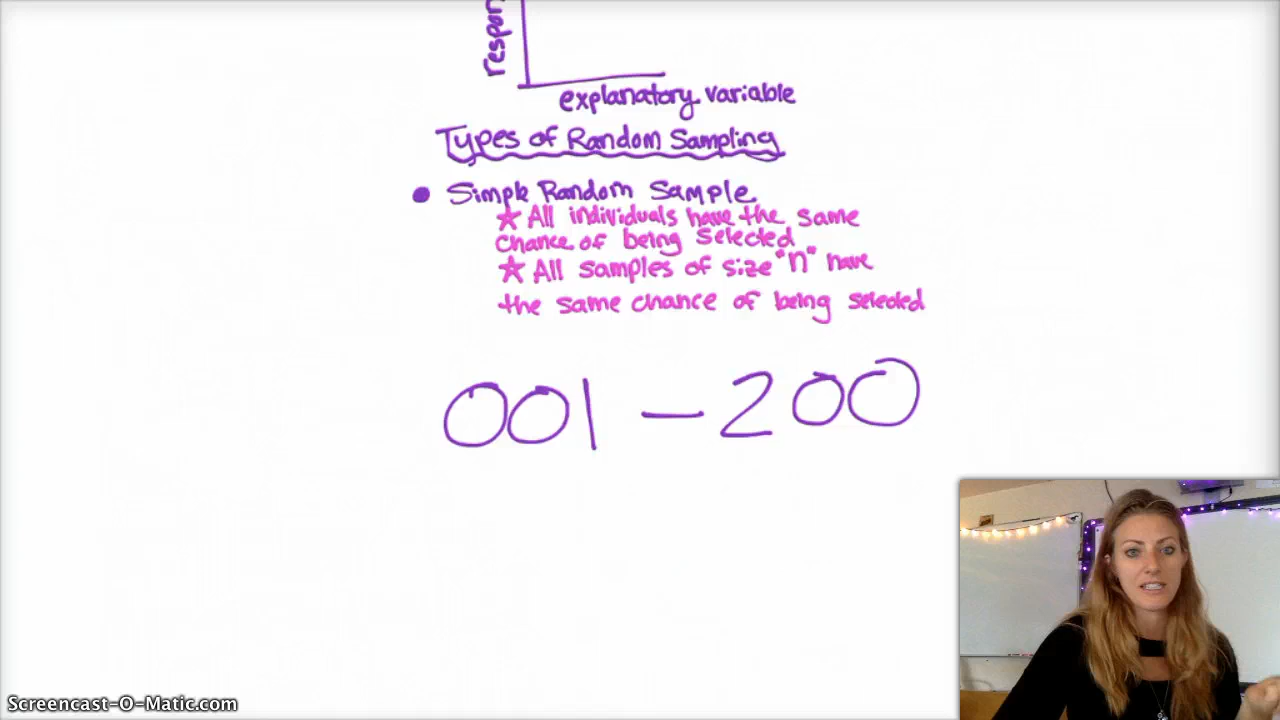 respon
explanatory variable
Types of Random Sampling
Simple Random Sample
All individuals have the same
chance of being selected
All samples of size "n" have
the same chance of being selected
001 - 200
Screencast-O-Matic.com